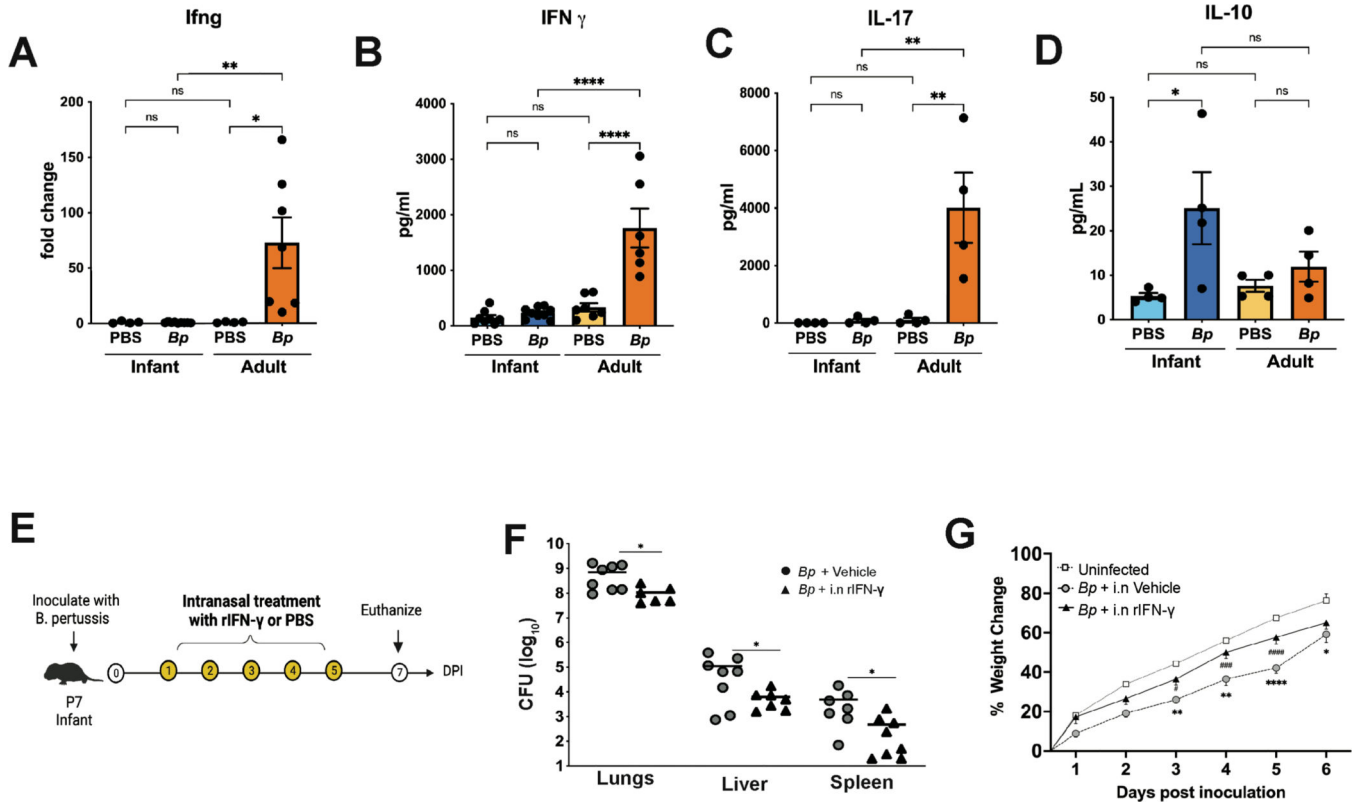 A
Ifng
**
ns
ns
*
fold change
200
150
100
50
0
PBS
Bp
PBS
Bp
Infant
Adult
B
IFN γ
****
ns
ns
****
pg/ml
4000
3000
2000
1000
0
PBS
Bp
PBS
Bp
Infant
Adult
C
IL-17
**
ns
ns
**
pg/ml
8000
6000
4000
2000
0
PBS
Bp
PBS
Bp
Infant
Adult
D
IL-10
ns
ns
*
ns
pg/mL
50
40
30
20
10
0
PBS
Bp
PBS
Bp
Infant
Adult
E
Inoculate with
B. pertussis
Intranasal treatment
with rIFN-γ or PBS
Euthanize
0
1
2
3
4
5
7
DPI
P7
Infant
F
CFU (log10)
10
9
8
7
6
5
4
3
2
1
*
*
*
Bp + Vehicle
Bp + i.n rIFN-γ
Lungs
Liver
Spleen
G
% Weight Change
100
80
60
40
20
0
Uninfected
Bp + i.n Vehicle
Bp + i.n rIFN-γ
#
###
####
**
**
****
*
1
2
3
4
5
6
Days post inoculation